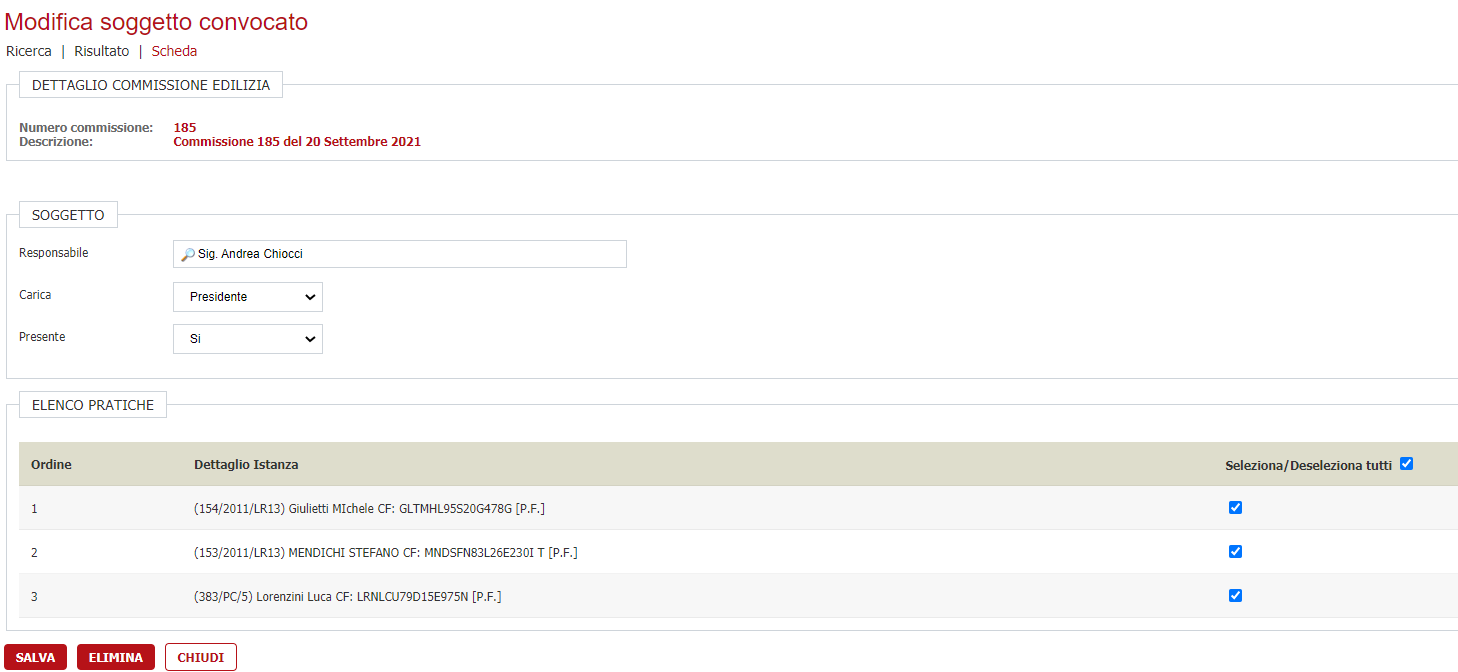 Modifica soggetto convocato
Ricerca | Risultato | Scheda
DETTAGLIO COMMISSIONE EDILIZIA
Numero commissione: 185
Descrizione: Commissione 185 del 20 Settembre 2021
SOGGETTO
Responsabile Sig. Andrea Chiocci
Carica Presidente
Presente Si
ELENCO PRATICHE
Ordine Dettaglio Istanza Seleziona/Deseleziona tutti
1 (154/2011/LR13) Giulietti MIchele CF: GLTMHL95S20G478G [P.F.]
2 (153/2011/LR13) MENDICHI STEFANO CF: MNDSFN83L26E230I T [P.F.]
3 (383/PC/5) Lorenzini Luca CF: LRNLCU79D15E975N [P.F.]
SALVA ELIMINA CHIUDI